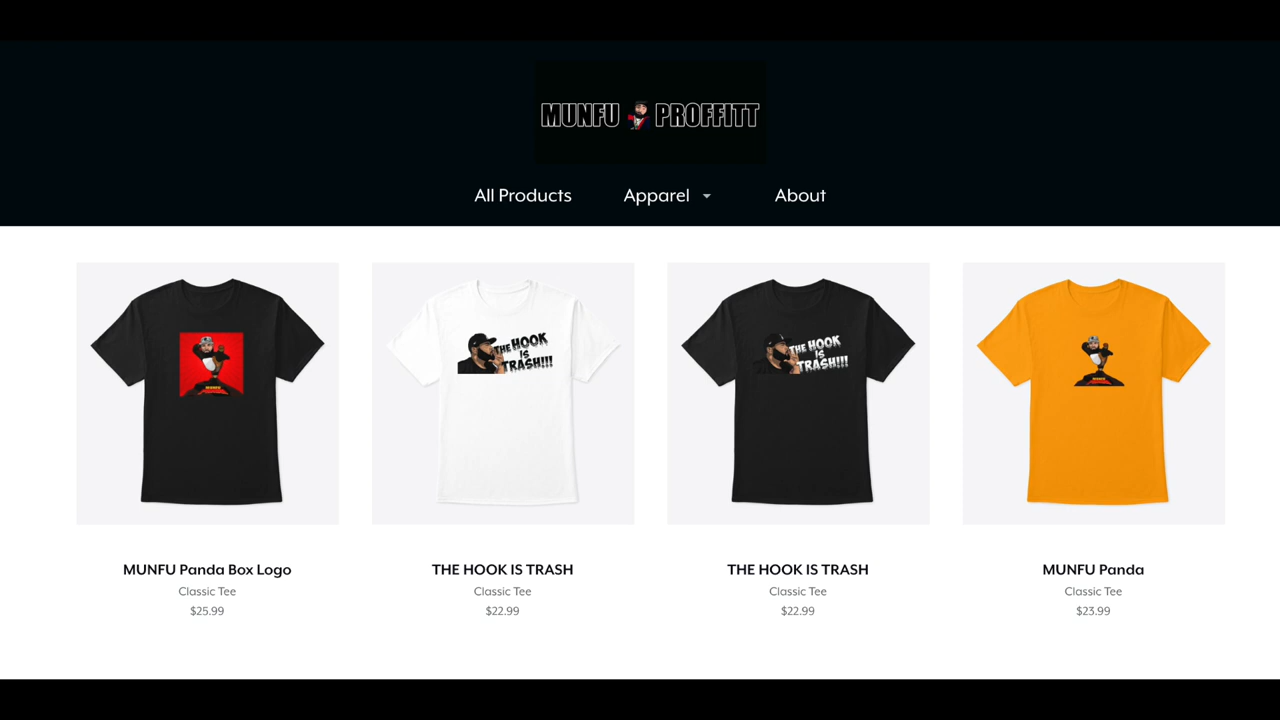 MUNFU PROFFITT
All Products Apparel About
THE HOOK
IS
TRASH!!!
THE HOOK
IS
TRASH!!!
MUNFU
MUNFU Panda Box Logo
THE HOOK IS TRASH
THE HOOK IS TRASH
MUNFU Panda
Classic Tee
Classic Tee
Classic Tee
Classic Tee
$25.99
$22.99
$22.99
$23.99